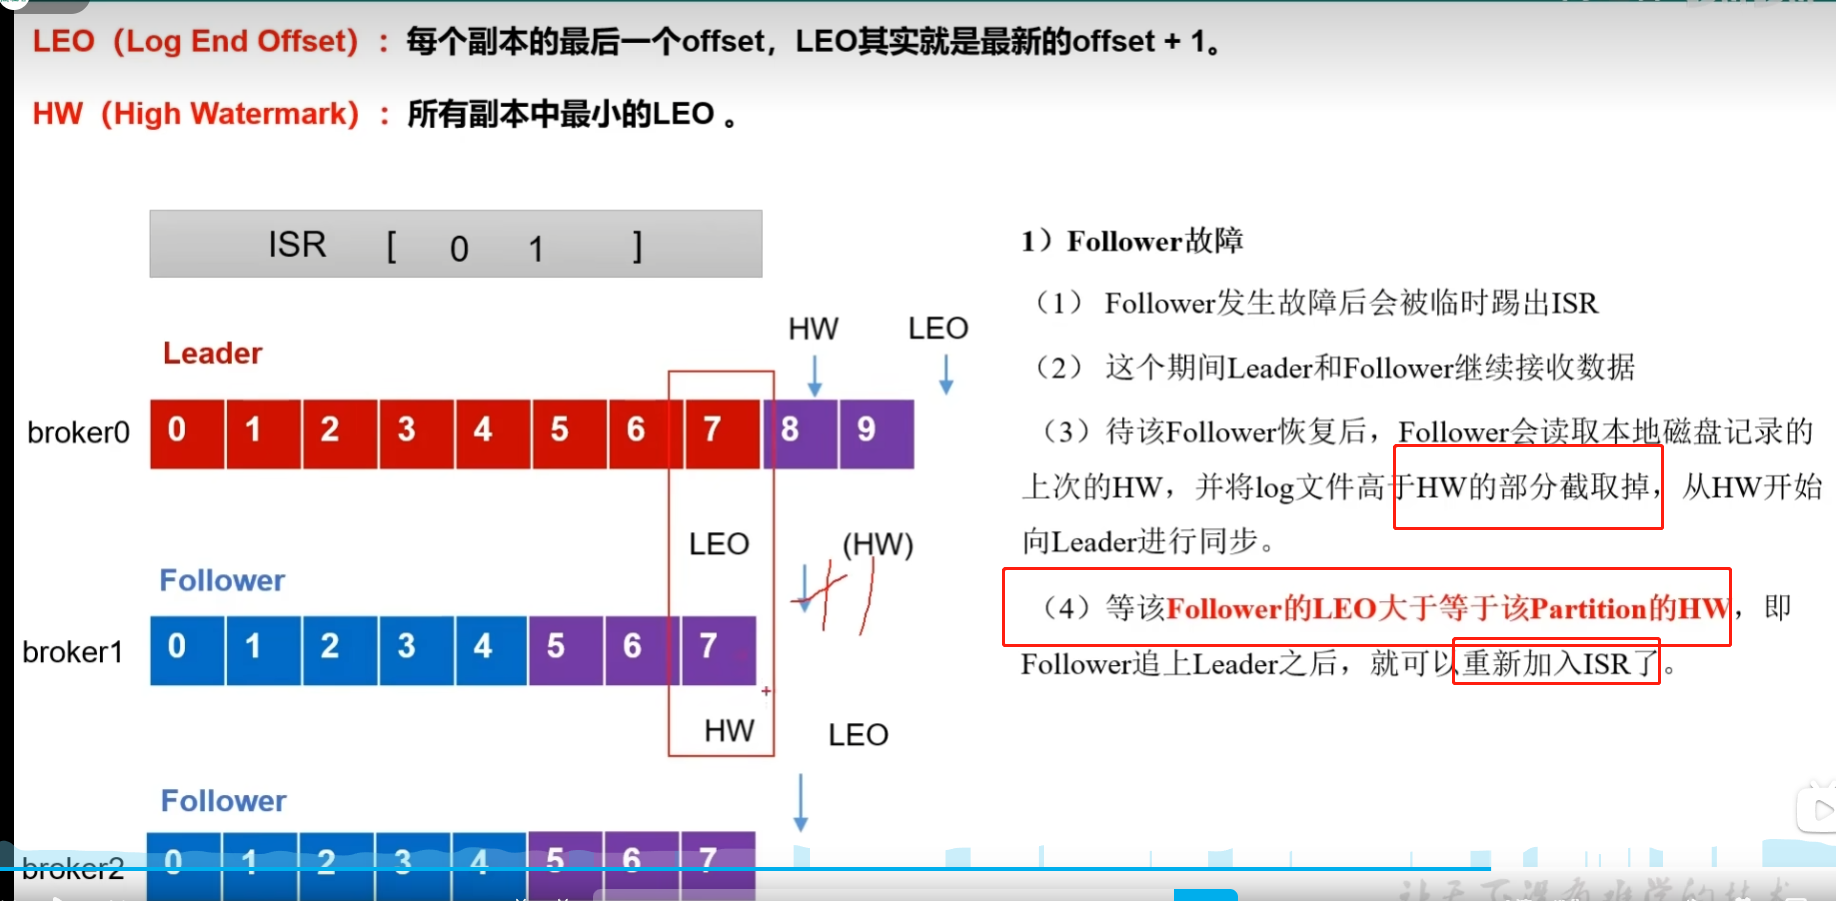 LEO（Log End Offset）：每个副本的最后一个offset，LEO其实就是最新的offset + 1。
HW（High Watermark）：所有副本中最小的LEO 。
ISR [ 0 1 ]
HW LEO
Leader
broker0 0 1 2 3 4 5 6 7 8 9
LEO (HW)
+1
Follower
broker1 0 1 2 3 4 5 6 7
HW LEO
Follower
broker2 0 1 2 3 4 5 6 7
1）Follower故障
（1） Follower发生故障后会被临时踢出ISR
（2） 这个期间Leader和Follower继续接收数据
（3）待该Follower恢复后，Follower会读取本地磁盘记录的
上次的HW，并将log文件高于HW的部分截取掉，从HW开始
向Leader进行同步。
（4）等该Follower的LEO大于等于该Partition的HW，即
Follower追上Leader之后，就可以重新加入ISR了。
让天下没有难学的技术